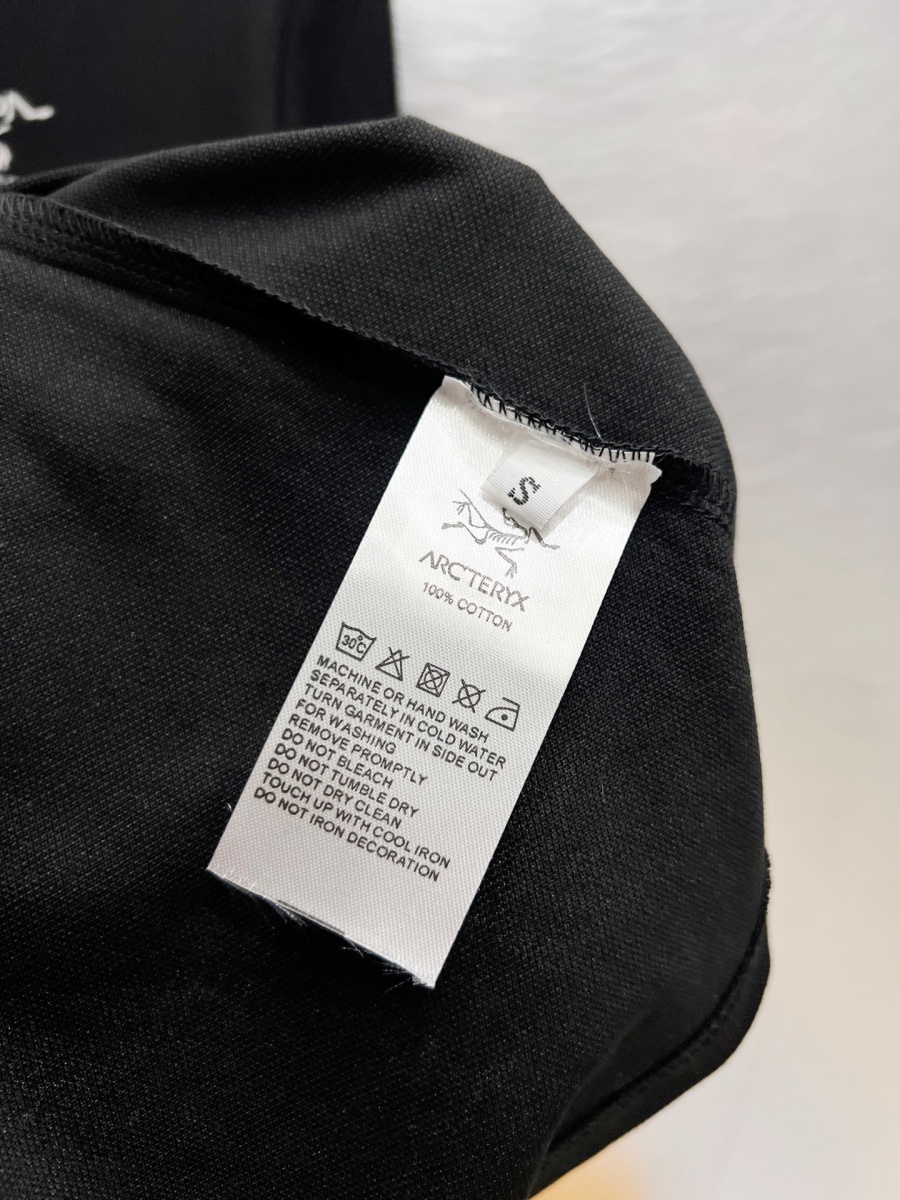 S
ARCTERYX
100% COTTON
30°C
MACHINE OR HAND WASH
SEPARATELY IN COLD WATER
TURN GARMENT IN SIDE OUT
FOR WASHING
REMOVE PROMPTLY
DO NOT BLEACH
DO NOT TUMBLE DRY
DO NOT DRY CLEAN
TOUCH UP WITH COOL IRON
DO NOT IRON DECORATION